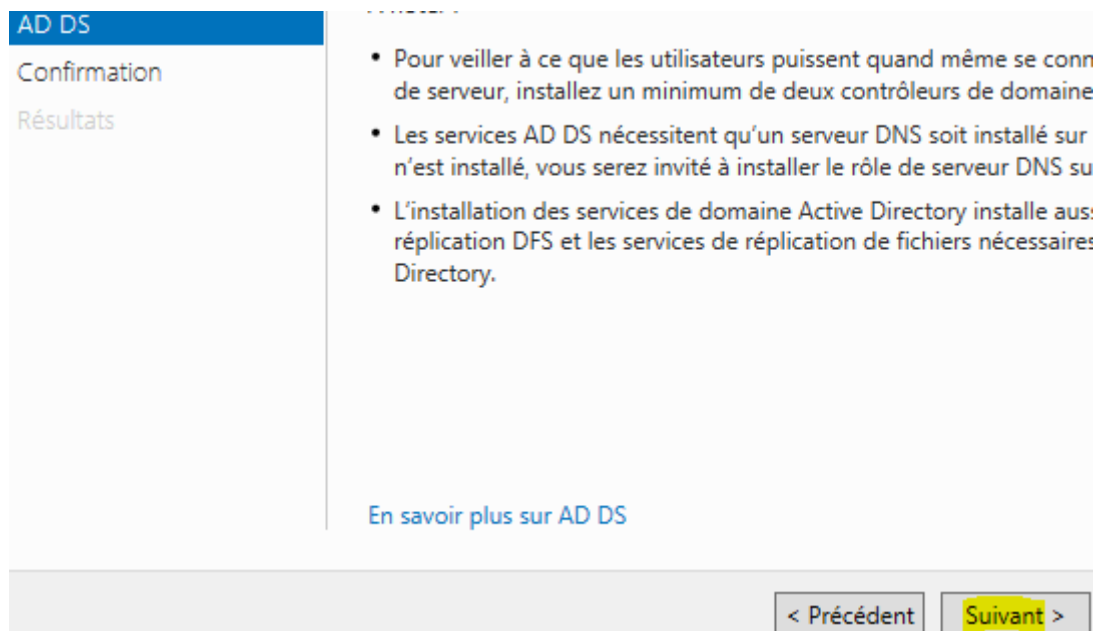 AD DS
Confirmation
Résultats
• Pour veiller à ce que les utilisateurs puissent quand même se conn
de serveur, installez un minimum de deux contrôleurs de domaine
• Les services AD DS nécessitent qu'un serveur DNS soit installé sur
n'est installé, vous serez invité à installer le rôle de serveur DNS su
• L'installation des services de domaine Active Directory installe aus
réplication DFS et les services de réplication de fichiers nécessaires
Directory.
En savoir plus sur AD DS
< Précédent
Suivant >